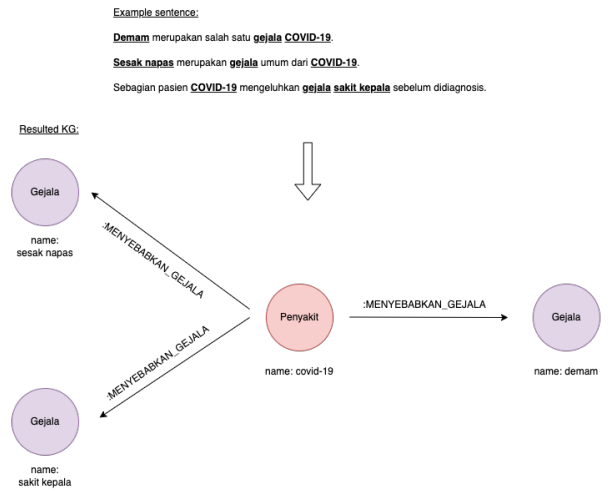 Example sentence:
Demam merupakan salah satu gejala COVID-19.
Sesak napas merupakan gejala umum dari COVID-19.
Sebagian pasien COVID-19 mengeluhkan gejala sakit kepala sebelum didiagnosis.
Resulted KG:
Gejala
name:
sesak napas
:MENYEBABKAN_GEJALA
Penyakit
name: covid-19
:MENYEBABKAN_GEJALA
Gejala
name: demam
:MENYEBABKAN_GEJALA
Gejala
name:
sakit kepala